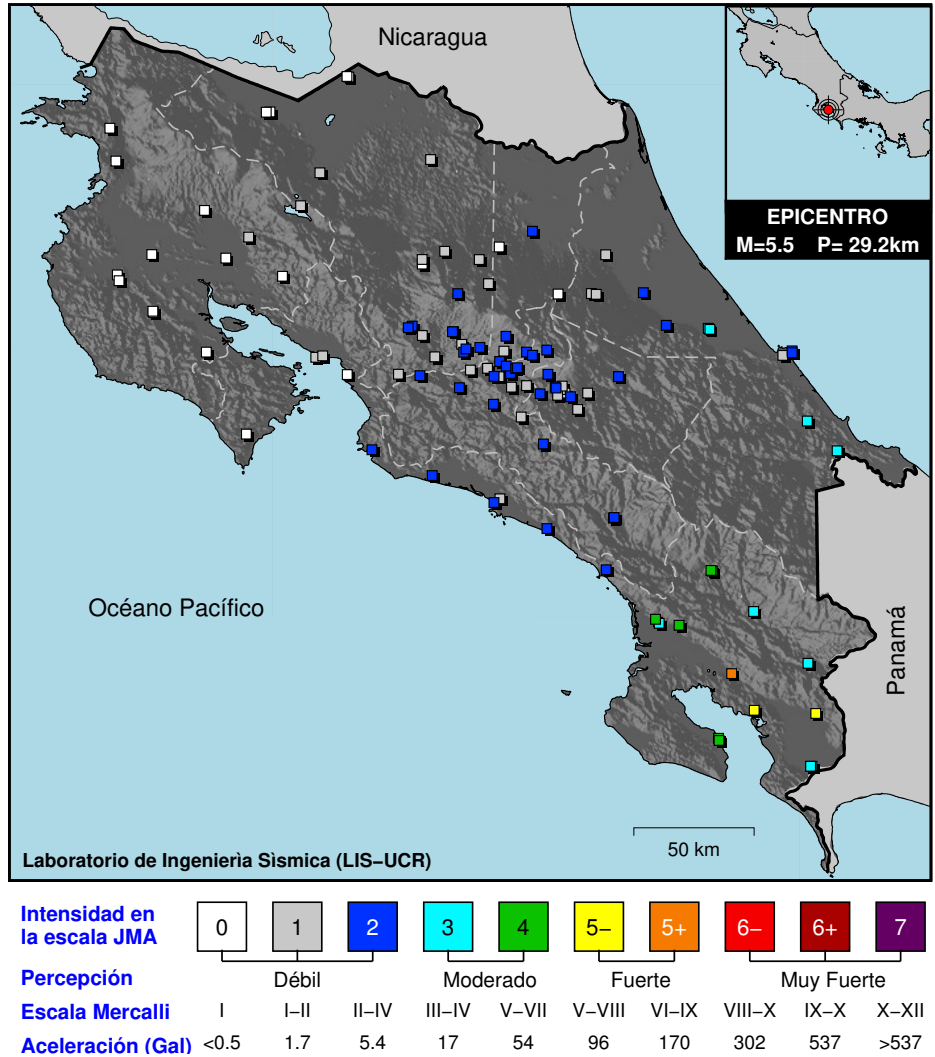 Nicaragua
EPICENTRO
M=5.5 P= 29.2km
Océano Pacífico
Panamá
50 km
Laboratorio de Ingenierìa Sìsmica (LIS−UCR)
Intensidad en
la escala JMA
0 1 2 3 4 5− 5+ 6− 6+ 7
Percepción Débil Moderado Fuerte Muy Fuerte
Escala Mercalli I I−II II−IV III−IV V−VII V−VIII VI−IX VIII−X IX−X X−XII
Aceleración (Gal) <0.5 1.7 5.4 17 54 96 170 302 537 >537